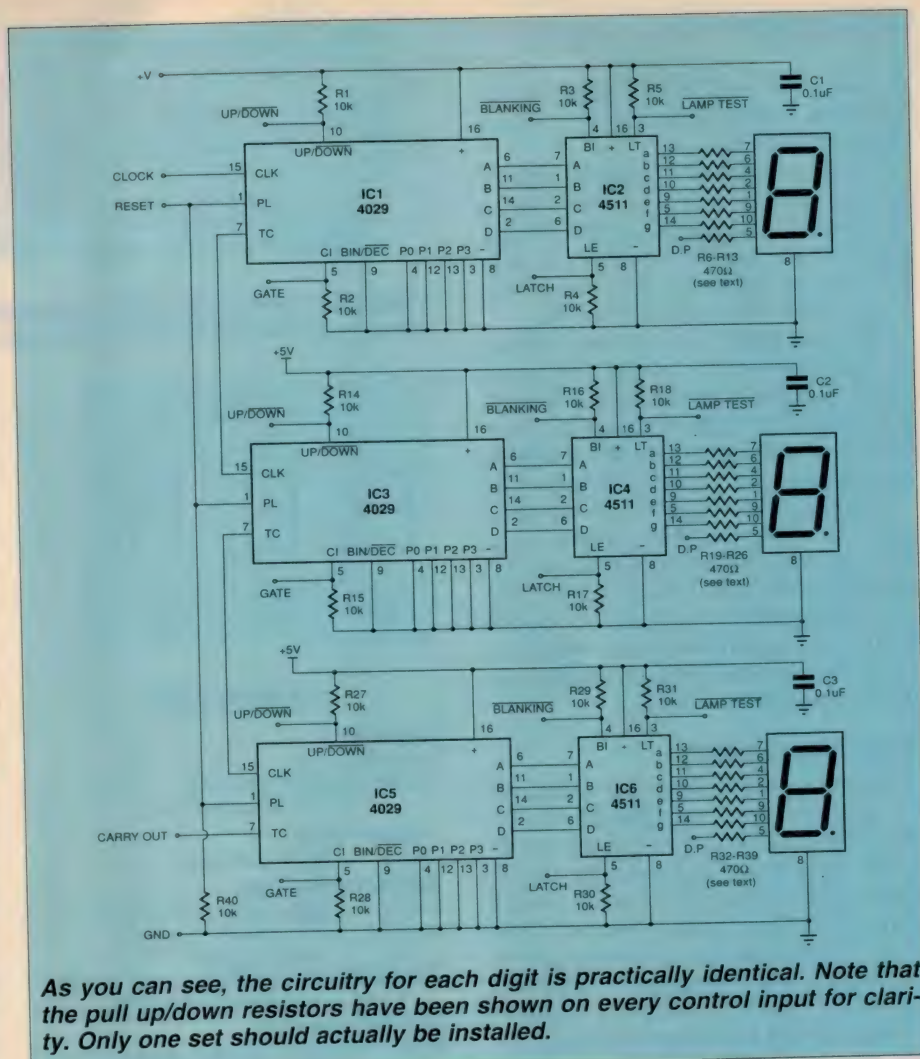 +V
R1
10k
UP/DOWN
10
16
BLANKING
R3
10k
4
16
R5
10k
3
LAMP TEST
C1
0.1uF
CLOCK
15
CLK
RESET
1
PL
7
TC
UP/DOWN
+
IC1
4029
A
B
C
D
6
11
14
2
7
1
2
6
CI BIN/DEC P0 P1 P2 P3 −
5 9 4 12 13 3 8
GATE
R2
10k
BI + LT
A
B
C
D
IC2
4511
a
b
c
d
e
f
g
LE −
5 8
LATCH
R4
10k
13
12
11
10
9
5
14
7
6
4
2
1
9
10
5
D.P
R6-R13
470Ω
(see text)
8
+5V
R14
10k
UP/DOWN
10
16
BLANKING
R16
10k
4
16
R18
10k
3
LAMP TEST
C2
0.1uF
15
CLK
1
PL
7
TC
UP/DOWN
+
IC3
4029
A
B
C
D
6
11
14
2
7
1
2
6
CI BIN/DEC P0 P1 P2 P3 −
5 9 4 12 13 3 8
GATE
R15
10k
BI + LT
A
B
C
D
IC4
4511
a
b
c
d
e
f
g
LE −
5 8
LATCH
R17
10k
13
12
11
10
9
5
14
7
6
4
2
1
9
10
5
D.P
R19-R26
470Ω
(see text)
8
+5V
R27
10k
UP/DOWN
10
16
BLANKING
R29
10k
4
16
R31
10k
3
LAMP TEST
C3
0.1uF
15
CLK
1
PL
CARRY OUT
7
TC
UP/DOWN
+
IC5
4029
A
B
C
D
6
11
14
2
7
1
2
6
CI BIN/DEC P0 P1 P2 P3 −
5 9 4 12 13 3 8
GATE
R28
10k
BI + LT
A
B
C
D
IC6
4511
a
b
c
d
e
f
g
LE −
5 8
LATCH
R30
10k
13
12
11
10
9
5
14
7
6
4
2
1
9
10
5
D.P
R32-R39
470Ω
(see text)
8
R40
10k
GND
As you can see, the circuitry for each digit is practically identical. Note that
the pull up/down resistors have been shown on every control input for clari-
ty. Only one set should actually be installed.